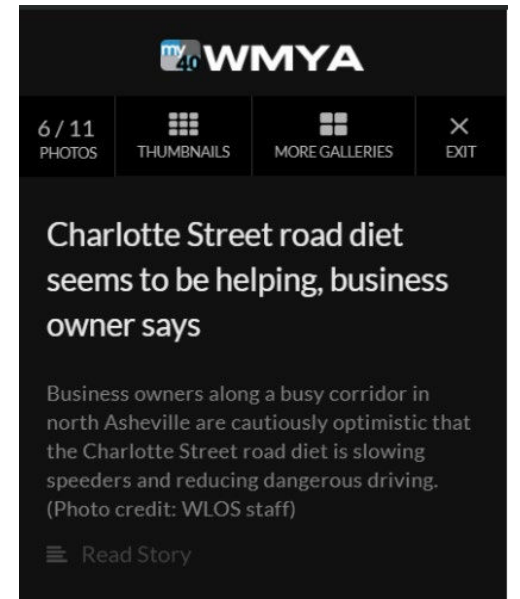 my40 WMYA
6 / 11
PHOTOS
THUMBNAILS
MORE GALLERIES
EXIT
Charlotte Street road diet
seems to be helping, business
owner says
Business owners along a busy corridor in
north Asheville are cautiously optimistic that
the Charlotte Street road diet is slowing
speeders and reducing dangerous driving.
(Photo credit: WLOS staff)
Read Story